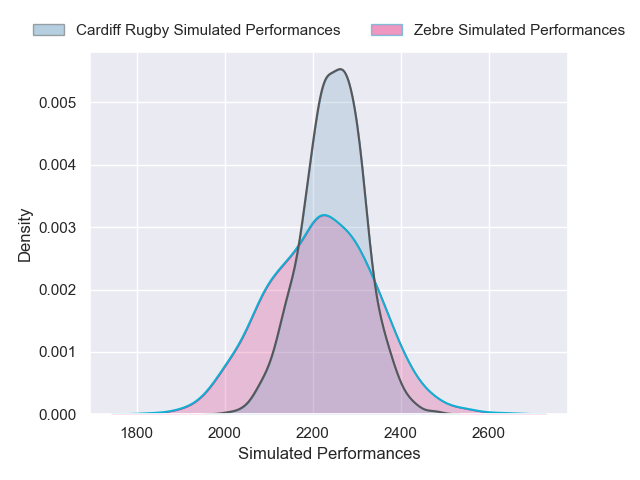 Cardiff Rugby Simulated Performances Zebre Simulated Performances
0.005
0.004
0.003
0.002
0.001
0.000
Density
1800 2000 2200 2400 2600
Simulated Performances